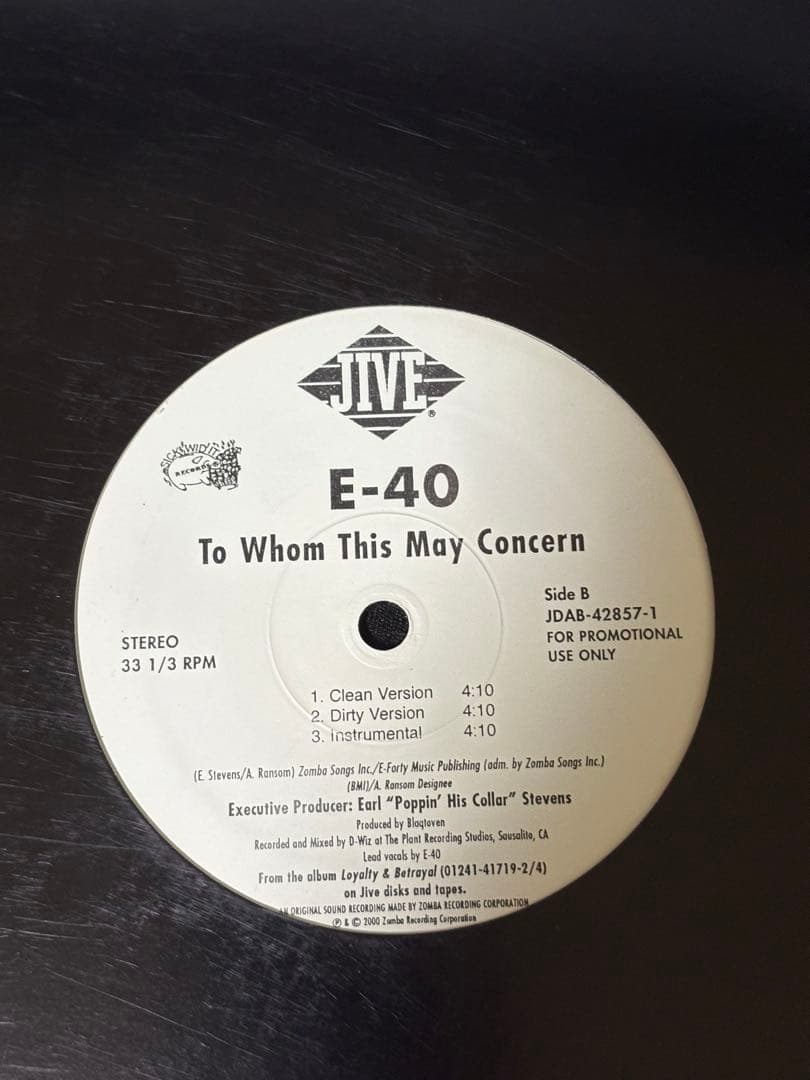 JIVE®
SICK WID' IT
RECORDS
E-40
To Whom This May Concern
Side B
JDAB-42857-1
FOR PROMOTIONAL
USE ONLY
STEREO
33 1/3 RPM
1. Clean Version 4:10
2. Dirty Version 4:10
3. Instrumental 4:10
(E. Stevens/A. Ransom) Zomba Songs Inc./E-Forty Music Publishing (adm. by Zomba Songs Inc.)
(BMI)/A. Ransom Designee
Executive Producer: Earl "Poppin' His Collar" Stevens
Produced by Blaqtoven
Recorded and Mixed by D-Wiz at The Plant Recording Studios, Sausalito, CA
Lead vocals by E-40
From the album Loyalty & Betrayal (01241-41719-2/4)
on Jive disks and tapes.
AN ORIGINAL SOUND RECORDING MADE BY ZOMBA RECORDING CORPORATION
℗ & © 2000 Zomba Recording Corporation